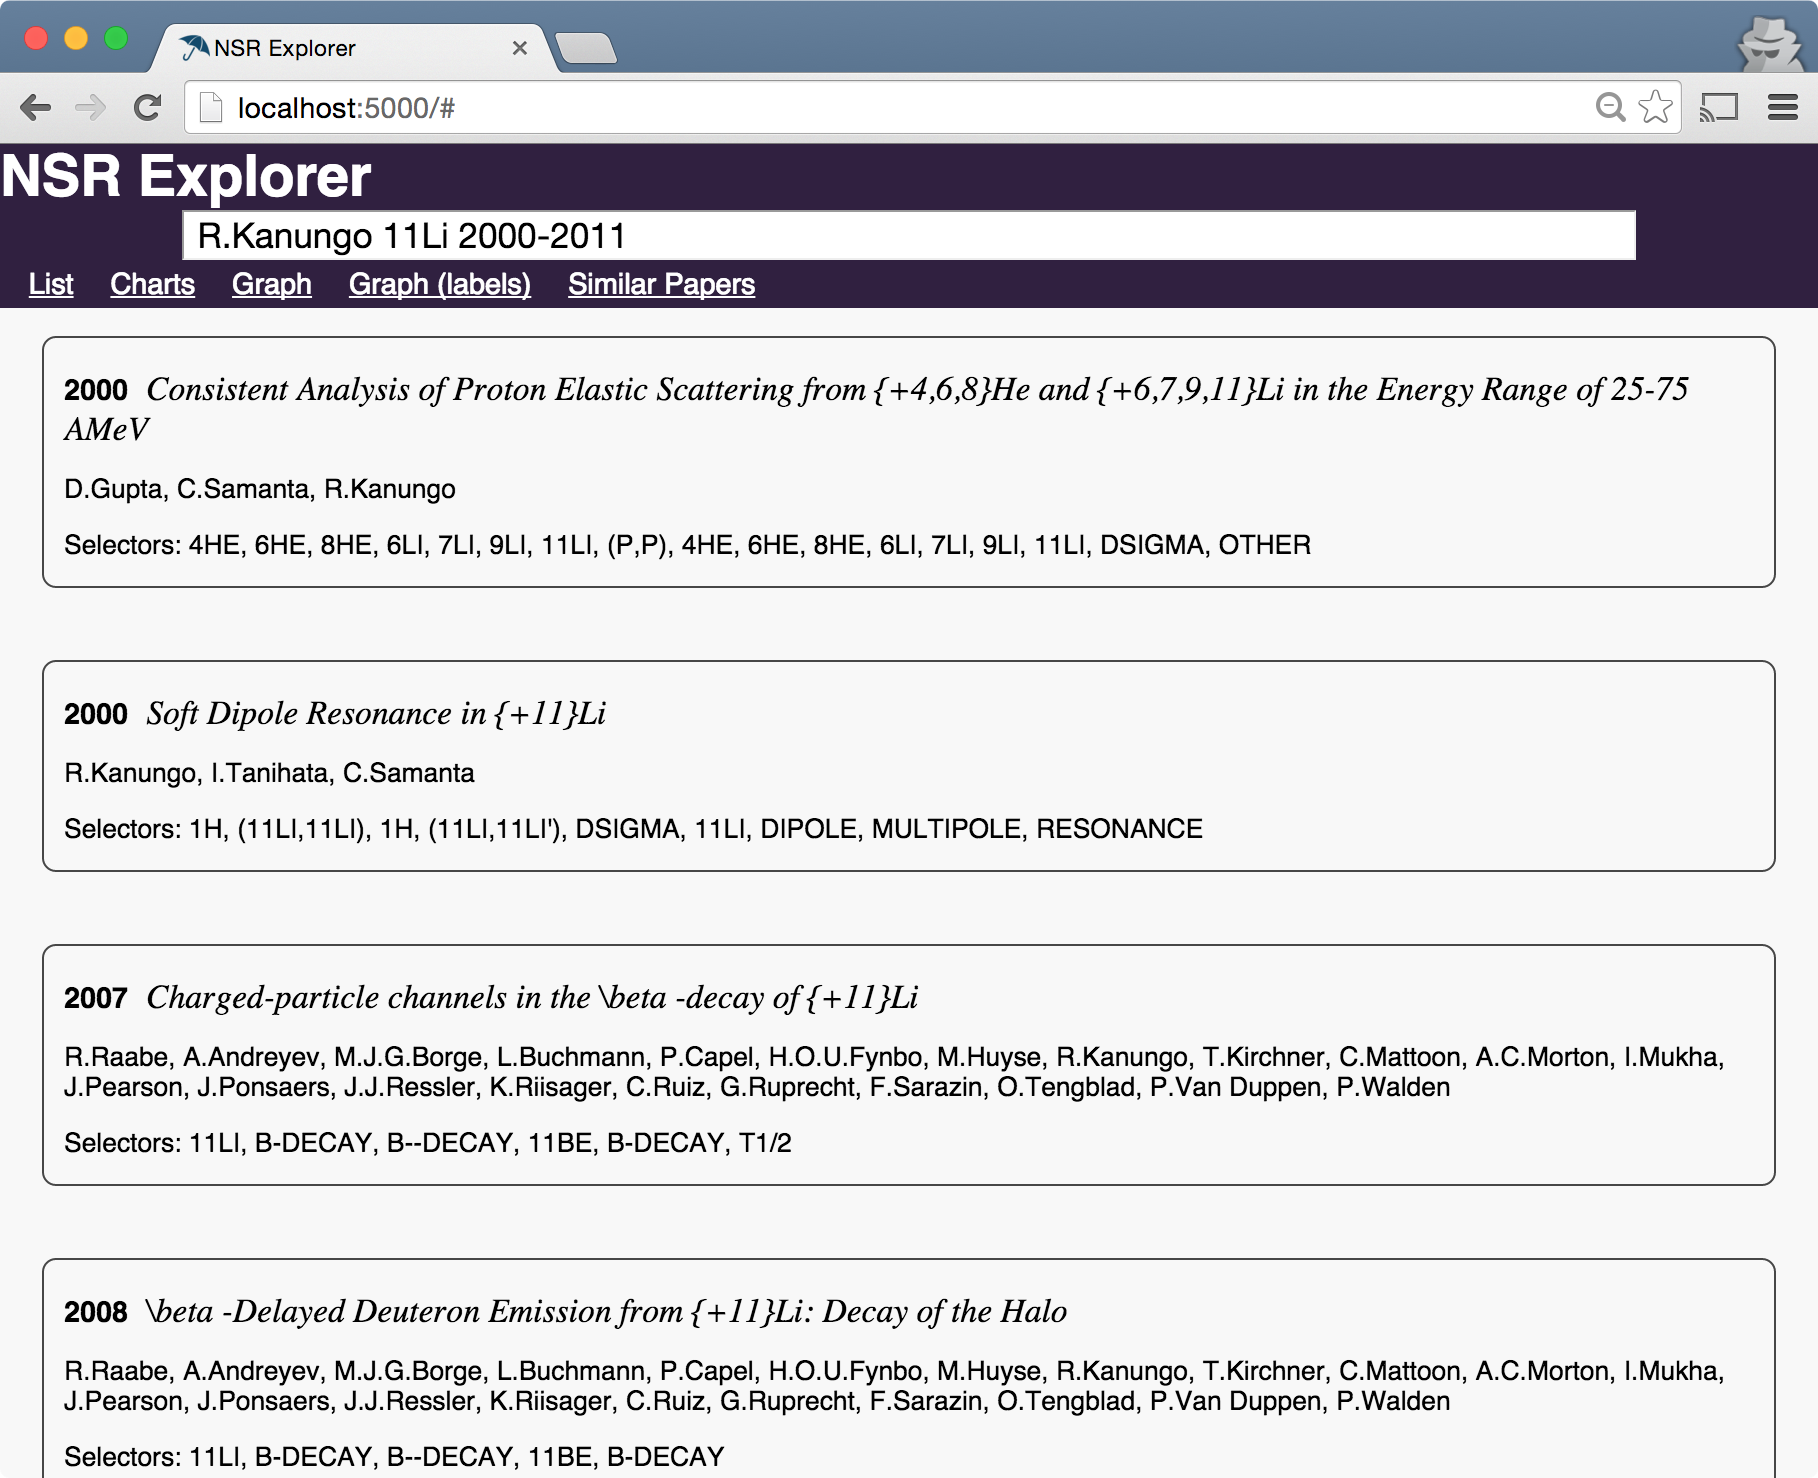 NSR Explorer
localhost:5000/#
NSR Explorer
R.Kanungo 11Li 2000-2011
List Charts Graph Graph (labels) Similar Papers
2000 Consistent Analysis of Proton Elastic Scattering from {+4,6,8}He and {+6,7,9,11}Li in the Energy Range of 25-75
AMeV
D.Gupta, C.Samanta, R.Kanungo
Selectors: 4HE, 6HE, 8HE, 6LI, 7LI, 9LI, 11LI, (P,P), 4HE, 6HE, 8HE, 6LI, 7LI, 9LI, 11LI, DSIGMA, OTHER
2000 Soft Dipole Resonance in {+11}Li
R.Kanungo, I.Tanihata, C.Samanta
Selectors: 1H, (11LI,11LI), 1H, (11LI,11LI'), DSIGMA, 11LI, DIPOLE, MULTIPOLE, RESONANCE
2007 Charged-particle channels in the \beta -decay of {+11}Li
R.Raabe, A.Andreyev, M.J.G.Borge, L.Buchmann, P.Capel, H.O.U.Fynbo, M.Huyse, R.Kanungo, T.Kirchner, C.Mattoon, A.C.Morton, I.Mukha,
J.Pearson, J.Ponsaers, J.J.Ressler, K.Riisager, C.Ruiz, G.Ruprecht, F.Sarazin, O.Tengblad, P.Van Duppen, P.Walden
Selectors: 11LI, B-DECAY, B--DECAY, 11BE, B-DECAY, T1/2
2008 \beta -Delayed Deuteron Emission from {+11}Li: Decay of the Halo
R.Raabe, A.Andreyev, M.J.G.Borge, L.Buchmann, P.Capel, H.O.U.Fynbo, M.Huyse, R.Kanungo, T.Kirchner, C.Mattoon, A.C.Morton, I.Mukha,
J.Pearson, J.Ponsaers, J.J.Ressler, K.Riisager, C.Ruiz, G.Ruprecht, F.Sarazin, O.Tengblad, P.Van Duppen, P.Walden
Selectors: 11LI, B-DECAY, B--DECAY, 11BE, B-DECAY